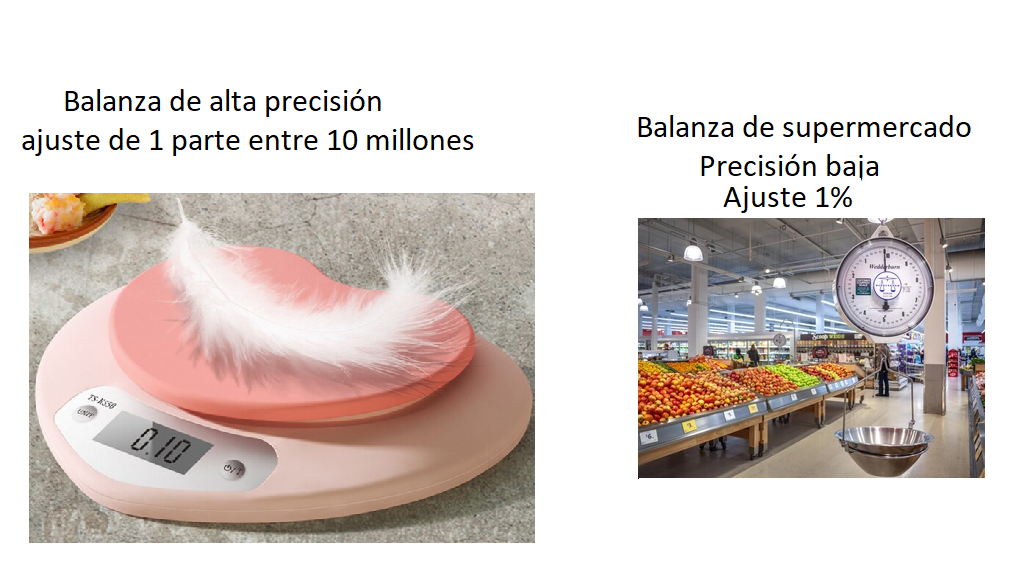 Balanza de alta precisión
ajuste de 1 parte entre 10 millones
Balanza de supermercado
Precisión baja
Ajuste 1%
TS-K550
UNIT
0.10
Wedderburn